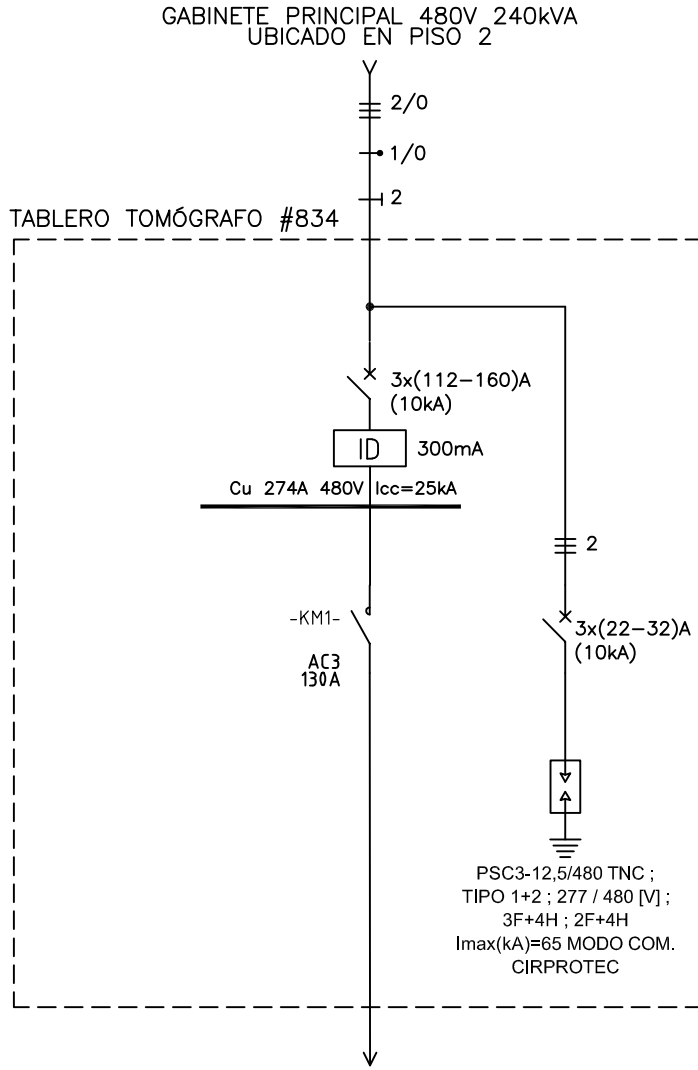 GABINETE PRINCIPAL 480V 240kVA
UBICADO EN PISO 2
2/0
1/0
2
TABLERO TOMÓGRAFO #834
3x(112-160)A
(10kA)
ID
300mA
Cu 274A 480V Icc=25kA
2
-KM1-
AC3
130A
3x(22-32)A
(10kA)
PSC3-12,5/480 TNC ;
TIPO 1+2 ; 277 / 480 [V] ;
3F+4H ; 2F+4H
Imax(kA)=65 MODO COM.
CIRPROTEC